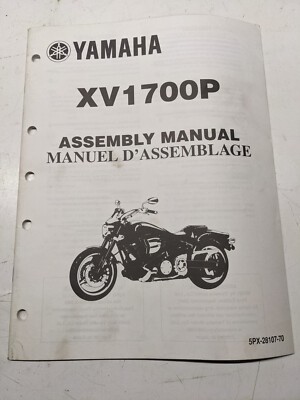 YAMAHA
XV1700P
ASSEMBLY MANUAL
MANUEL D'ASSEMBLAGE
5PX-28107-70